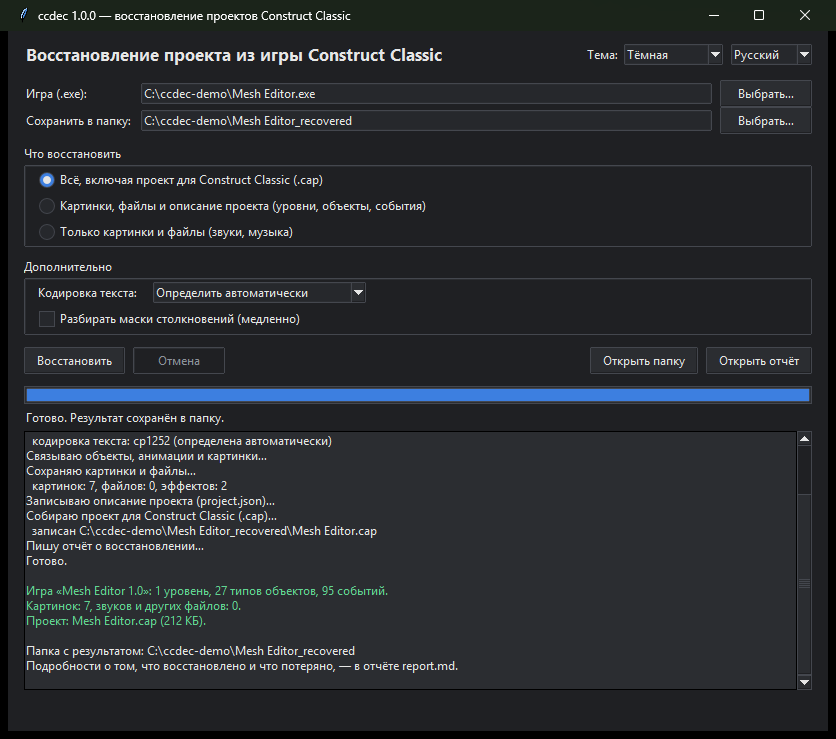 ccdec 1.0.0 — восстановление проектов Construct Classic
Восстановление проекта из игры Construct Classic
Тема: Тёмная Русский
Игра (.exe): C:\ccdec-demo\Mesh Editor.exe Выбрать...
Сохранить в папку: C:\ccdec-demo\Mesh Editor_recovered Выбрать...
Что восстановить
Всё, включая проект для Construct Classic (.cap)
Картинки, файлы и описание проекта (уровни, объекты, события)
Только картинки и файлы (звуки, музыка)
Дополнительно
Кодировка текста: Определить автоматически
Разбирать маски столкновений (медленно)
Восстановить Отмена Открыть папку Открыть отчёт
Готово. Результат сохранён в папку.
кодировка текста: cp1252 (определена автоматически)
Связываю объекты, анимации и картинки...
Сохраняю картинки и файлы...
картинок: 7, файлов: 0, эффектов: 2
Записываю описание проекта (project.json)...
Собираю проект для Construct Classic (.cap)...
записан C:\ccdec-demo\Mesh Editor_recovered\Mesh Editor.cap
Пишу отчёт о восстановлении...
Готово.
Игра «Mesh Editor 1.0»: 1 уровень, 27 типов объектов, 95 событий.
Картинок: 7, звуков и других файлов: 0.
Проект: Mesh Editor.cap (212 КБ).
Папка с результатом: C:\ccdec-demo\Mesh Editor_recovered
Подробности о том, что восстановлено и что потеряно, — в отчёте report.md.